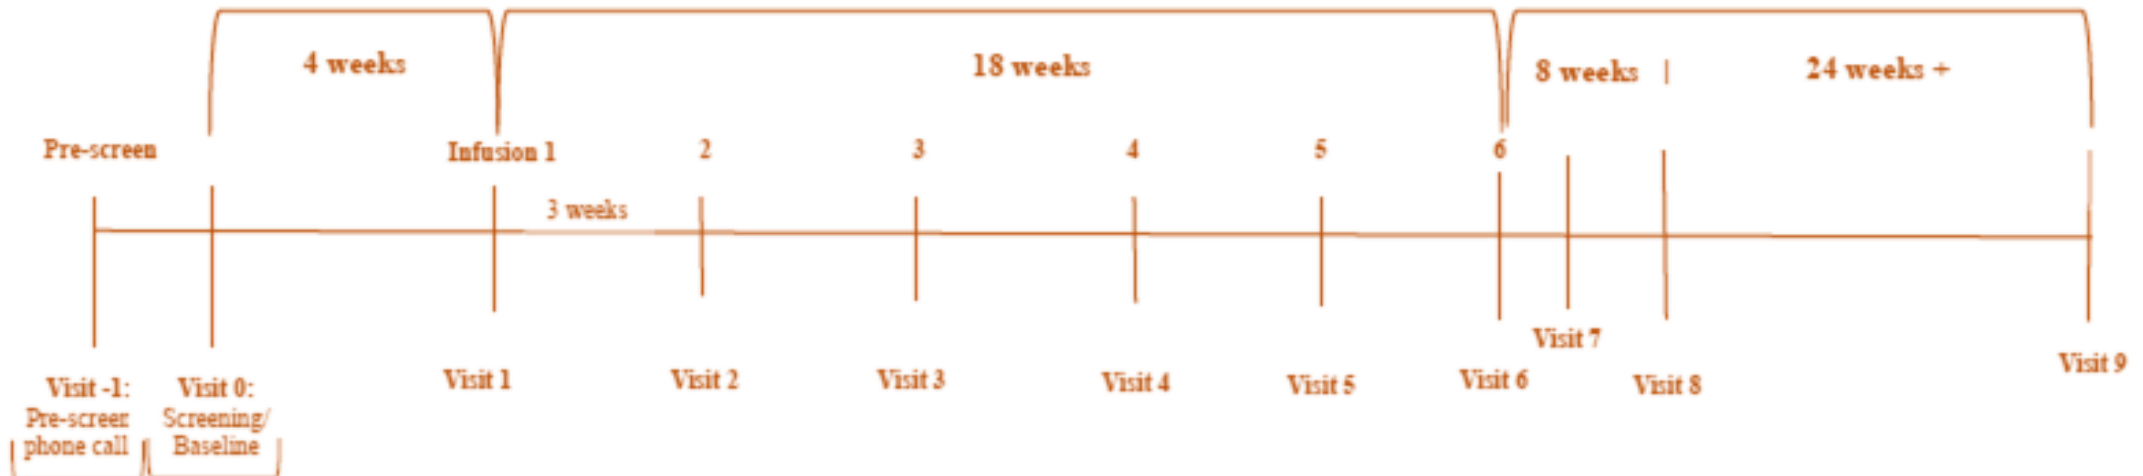 4 weeks
18 weeks
8 weeks |
24 weeks +
Pre-screen
Infusion 1
2
3
4
5
6
3 weeks
Visit 7
Visit -1:
Pre-screen
phone call
Visit 0:
Screening/
Baseline
Visit 1
Visit 2
Visit 3
Visit 4
Visit 5
Visit 6
Visit 8
Visit 9